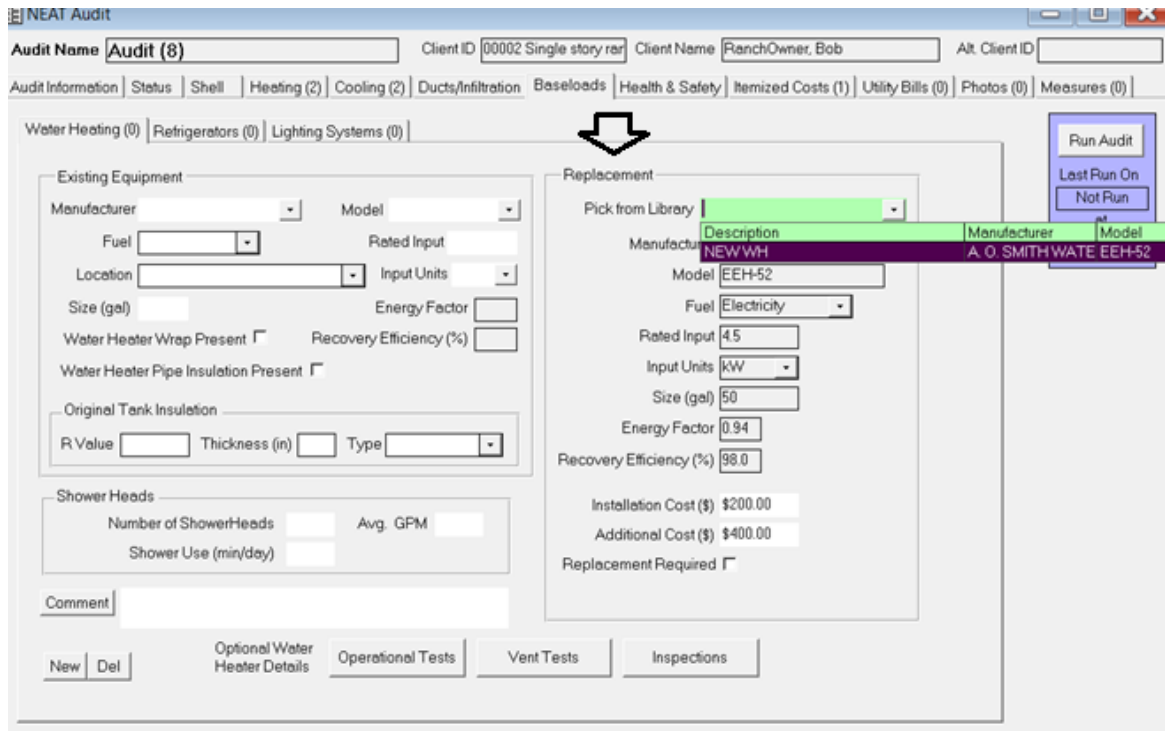 NEAT Audit
Audit Name Audit (8) Client ID 00002 Single story ran Client Name RanchOwner, Bob Alt. Client ID
Audit Information Status Shell Heating (2) Cooling (2) Ducts/Infiltration Baseloads Health & Safety Itemized Costs (1) Utility Bills (0) Photos (0) Measures (0)
Water Heating (0) Refrigerators (0) Lighting Systems (0)
Run Audit
Last Run On
Not Run
at
Existing Equipment
Manufacturer Model
Fuel Rated Input
Location Input Units
Size (gal) Energy Factor
Water Heater Wrap Present Recovery Efficiency (%)
Water Heater Pipe Insulation Present
Original Tank Insulation
R Value Thickness (in) Type
Shower Heads
Number of ShowerHeads Avg. GPM
Shower Use (min/day)
Replacement
Pick from Library
Description Manufacturer Model
Manufactu NEW WH A. O. SMITH WATE EEH-52
Model EEH-52
Fuel Electricity
Rated Input 4.5
Input Units kW
Size (gal) 50
Energy Factor 0.94
Recovery Efficiency (%) 98.0
Installation Cost ($) $200.00
Additional Cost ($) $400.00
Replacement Required
Comment
New Del
Optional Water
Heater Details
Operational Tests Vent Tests Inspections